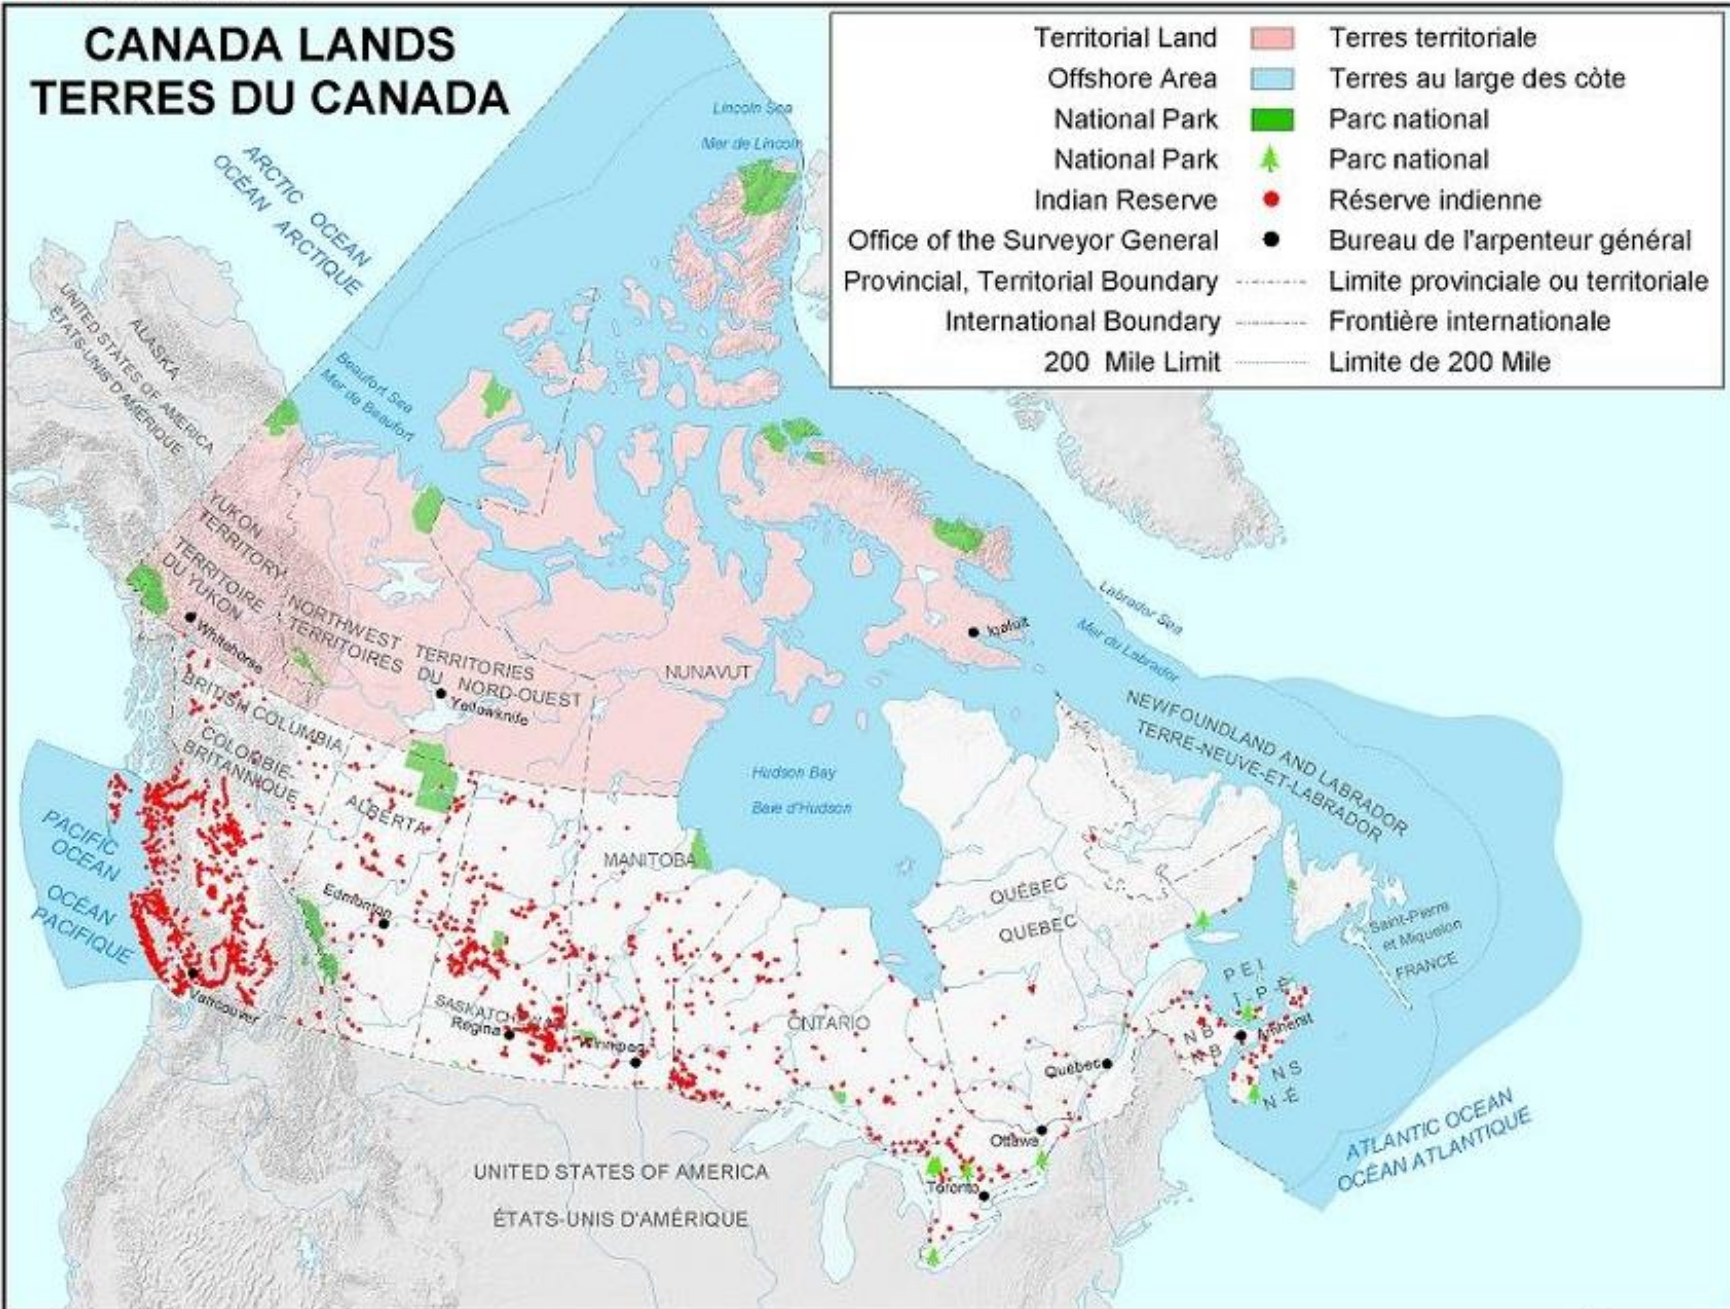 CANADA LANDS
TERRES DU CANADA
Territorial Land Terres territoriale
Offshore Area Terres au large des côte
National Park Parc national
National Park Parc national
Indian Reserve Réserve indienne
Office of the Surveyor General Bureau de l'arpenteur général
Provincial, Territorial Boundary Limite provinciale ou territoriale
International Boundary Frontière internationale
200 Mile Limit Limite de 200 Mile
Lincoln Sea
Mer de Lincoln
ARCTIC OCEAN
OCÉAN ARCTIQUE
UNITED STATES OF AMERICA
ÉTATS-UNIS D'AMÉRIQUE
ALASKA
Beaufort Sea
Mer de Beaufort
YUKON
TERRITORY
TERRITOIRE
DU YUKON
Whitehorse
NORTHWEST TERRITORIES
TERRITOIRES DU NORD-OUEST
Yellowknife
NUNAVUT
Iqaluit
Labrador Sea
Mer du Labrador
BRITISH COLUMBIA
COLOMBIE-
BRITANNIQUE
ALBERTA
Hudson Bay
Baie d'Hudson
NEWFOUNDLAND AND LABRADOR
TERRE-NEUVE-ET-LABRADOR
PACIFIC
OCEAN
OCÉAN
PACIFIQUE
MANITOBA
Edmonton
QUÉBEC
QUEBEC
Saint-Pierre
et Miquelon
FRANCE
Vancouver
SASKATCHEWAN
Regina
Winnipeg
ONTARIO
P E I
Î . P . É
N B
N B
Amherst
N S
N -É
Québec
Ottawa
Toronto
ATLANTIC OCEAN
OCÉAN ATLANTIQUE
UNITED STATES OF AMERICA
ÉTATS-UNIS D'AMÉRIQUE